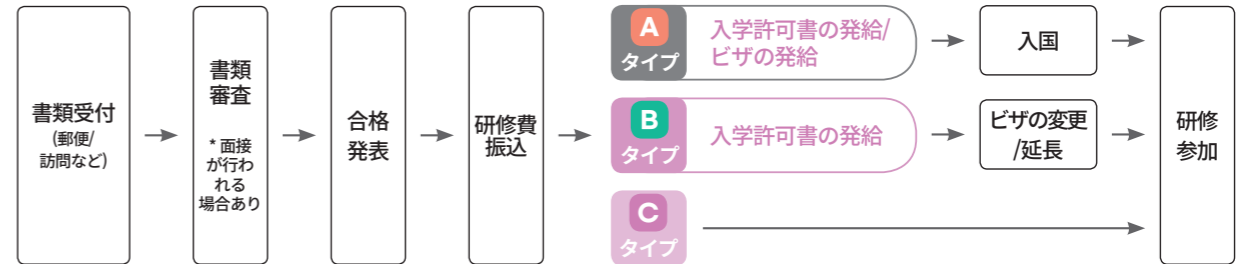 書類受付
(郵便/
訪問など)
書類
審査
* 面接
が行わ
れる
場合あり
合格
発表
研修費
振込
A
タイプ
入学許可書の発給/
ビザの発給
入国
B
タイプ
入学許可書の発給
ビザの変更
/延長
C
タイプ
研修
参加